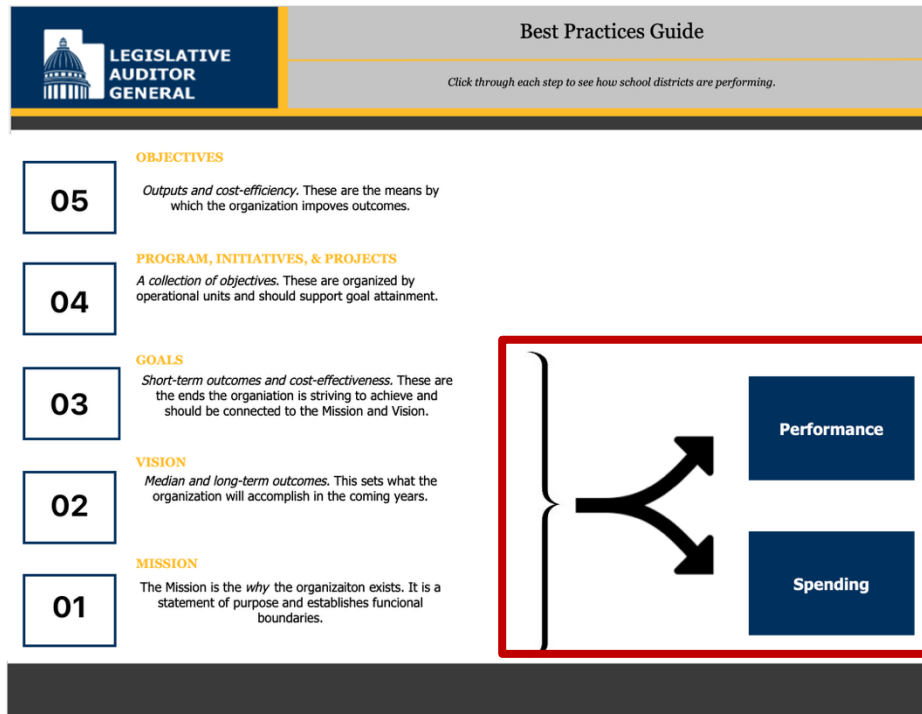 LEGISLATIVE
AUDITOR
GENERAL
Best Practices Guide
Click through each step to see how school districts are performing.
05
OBJECTIVES
Outputs and cost-efficiency. These are the means by
which the organization impoves outcomes.
04
PROGRAM, INITIATIVES, & PROJECTS
A collection of objectives. These are organized by
operational units and should support goal attainment.
03
GOALS
Short-term outcomes and cost-effectiveness. These are
the ends the organiation is striving to achieve and
should be connected to the Mission and Vision.
02
VISION
Median and long-term outcomes. This sets what the
organization will accomplish in the coming years.
01
MISSION
The Mission is the why the organizaiton exists. It is a
statement of purpose and establishes funcional
boundaries.
Performance
Spending